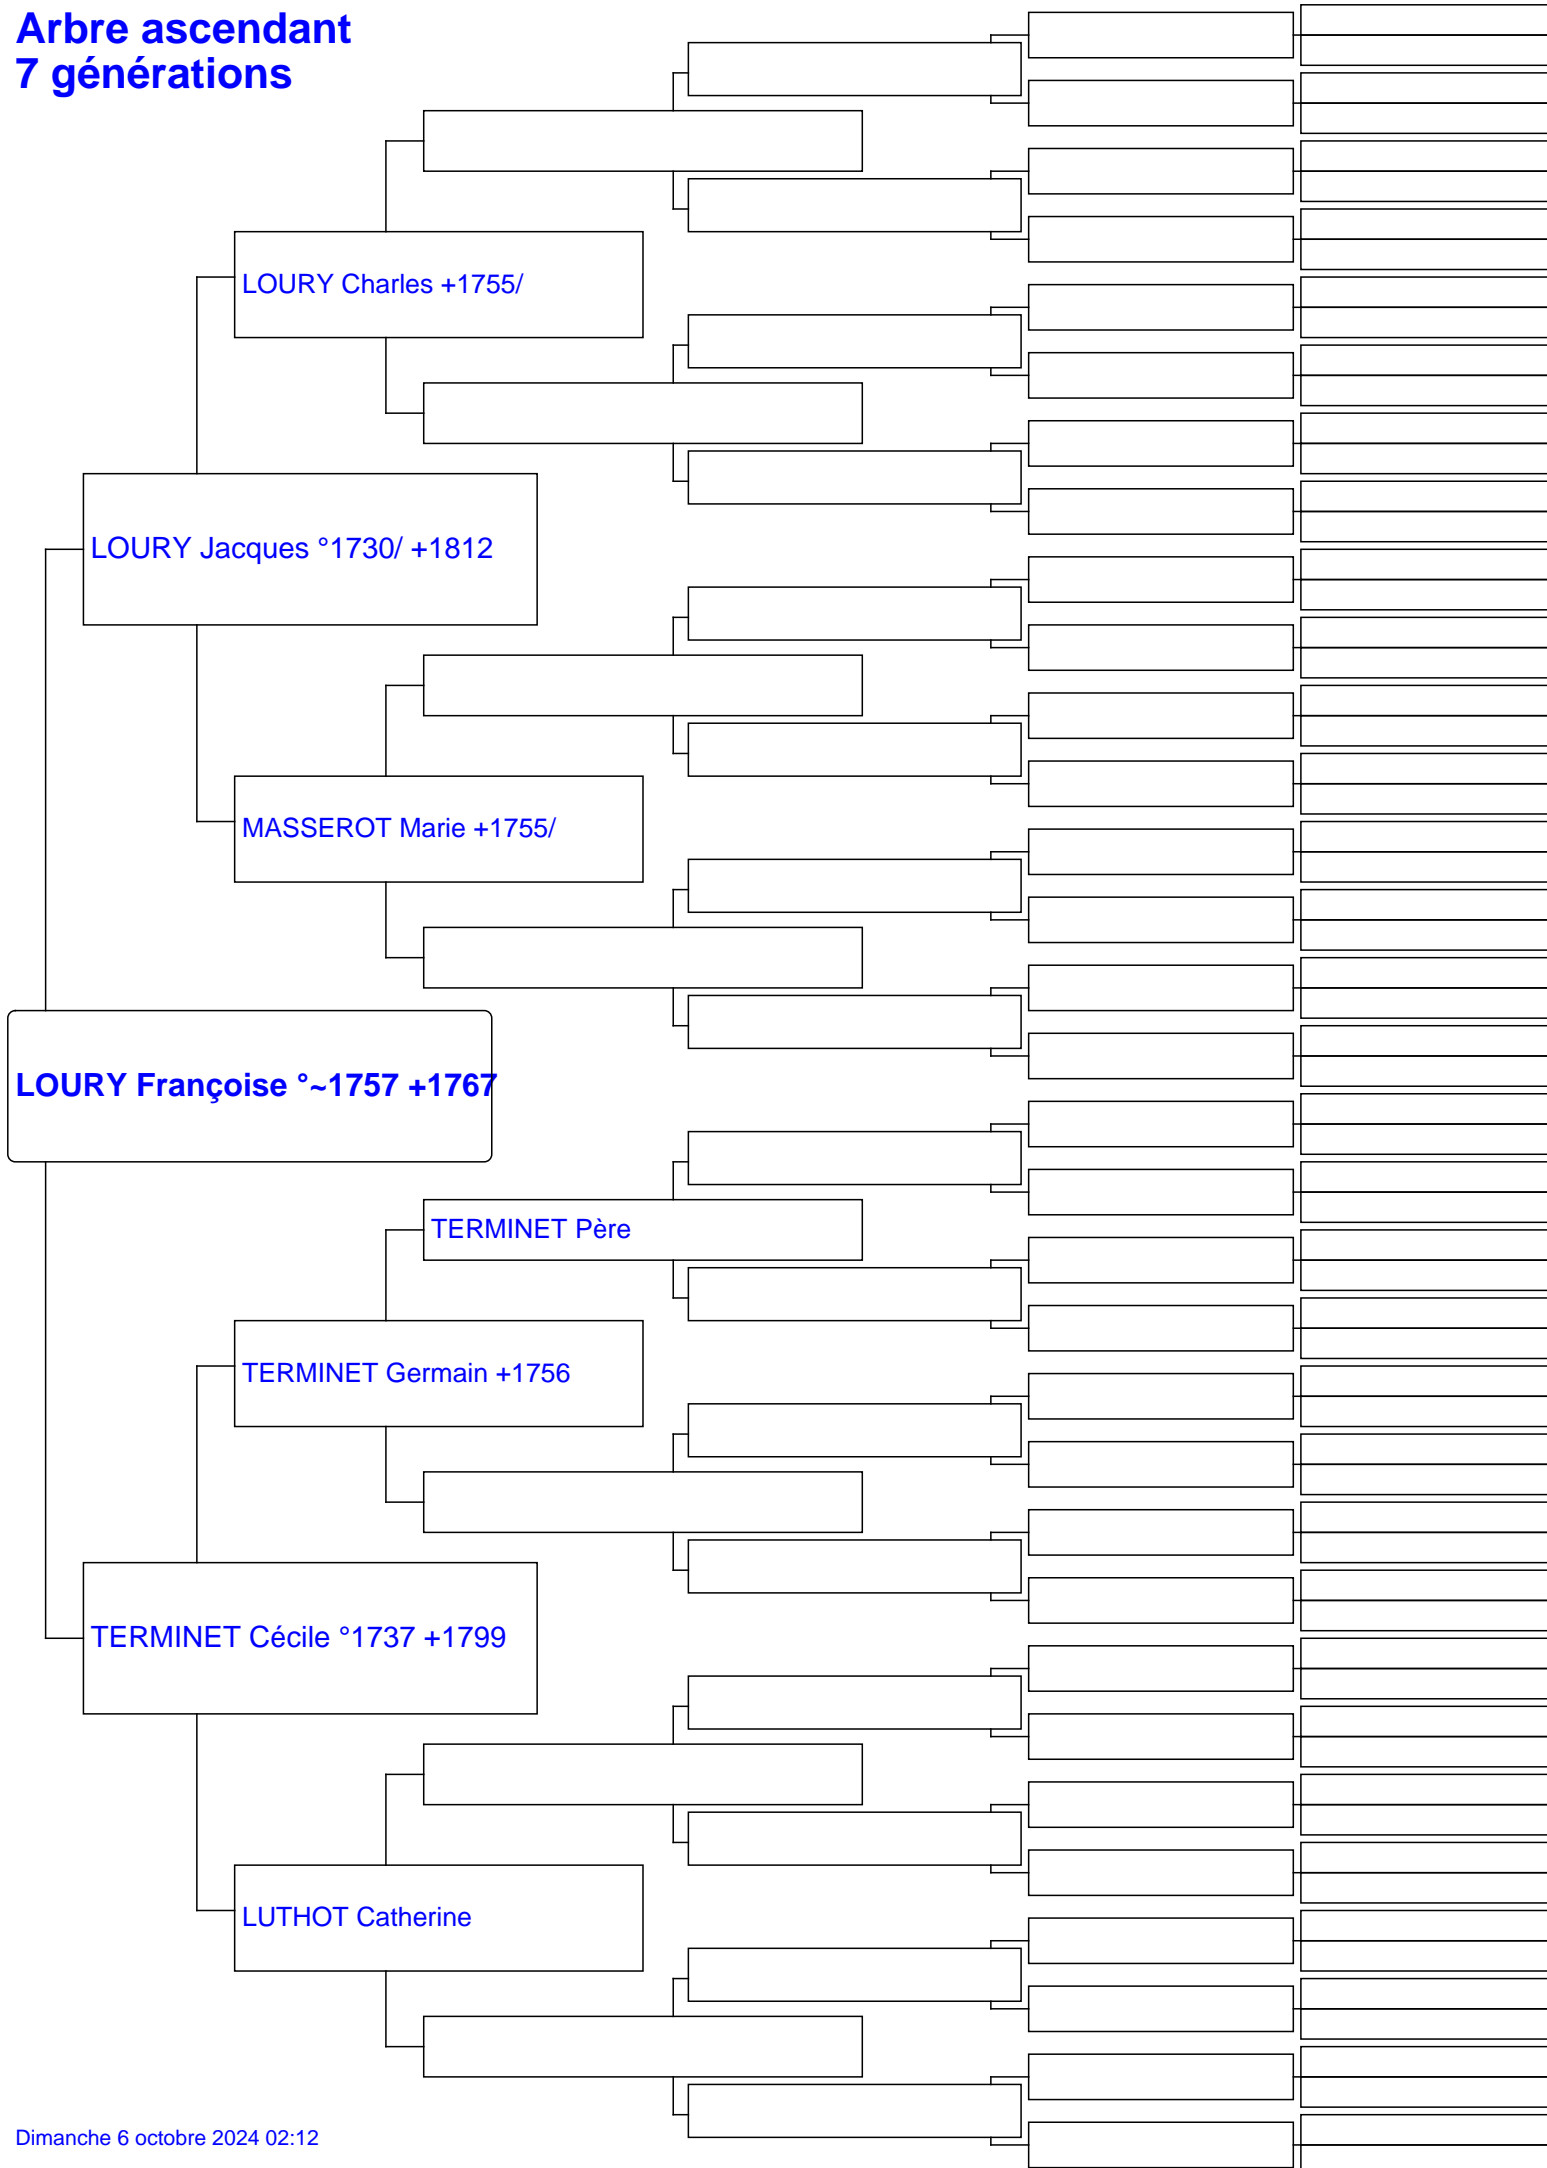 Arbre ascendant
7 générations
LOURY Charles +1755/
LOURY Jacques °1730/ +1812
MASSEROT Marie +1755/
LOURY Françoise °~1757 +1767
TERMINET Père
TERMINET Germain +1756
TERMINET Cécile °1737 +1799
LUTHOT Catherine
Dimanche 6 octobre 2024 02:12